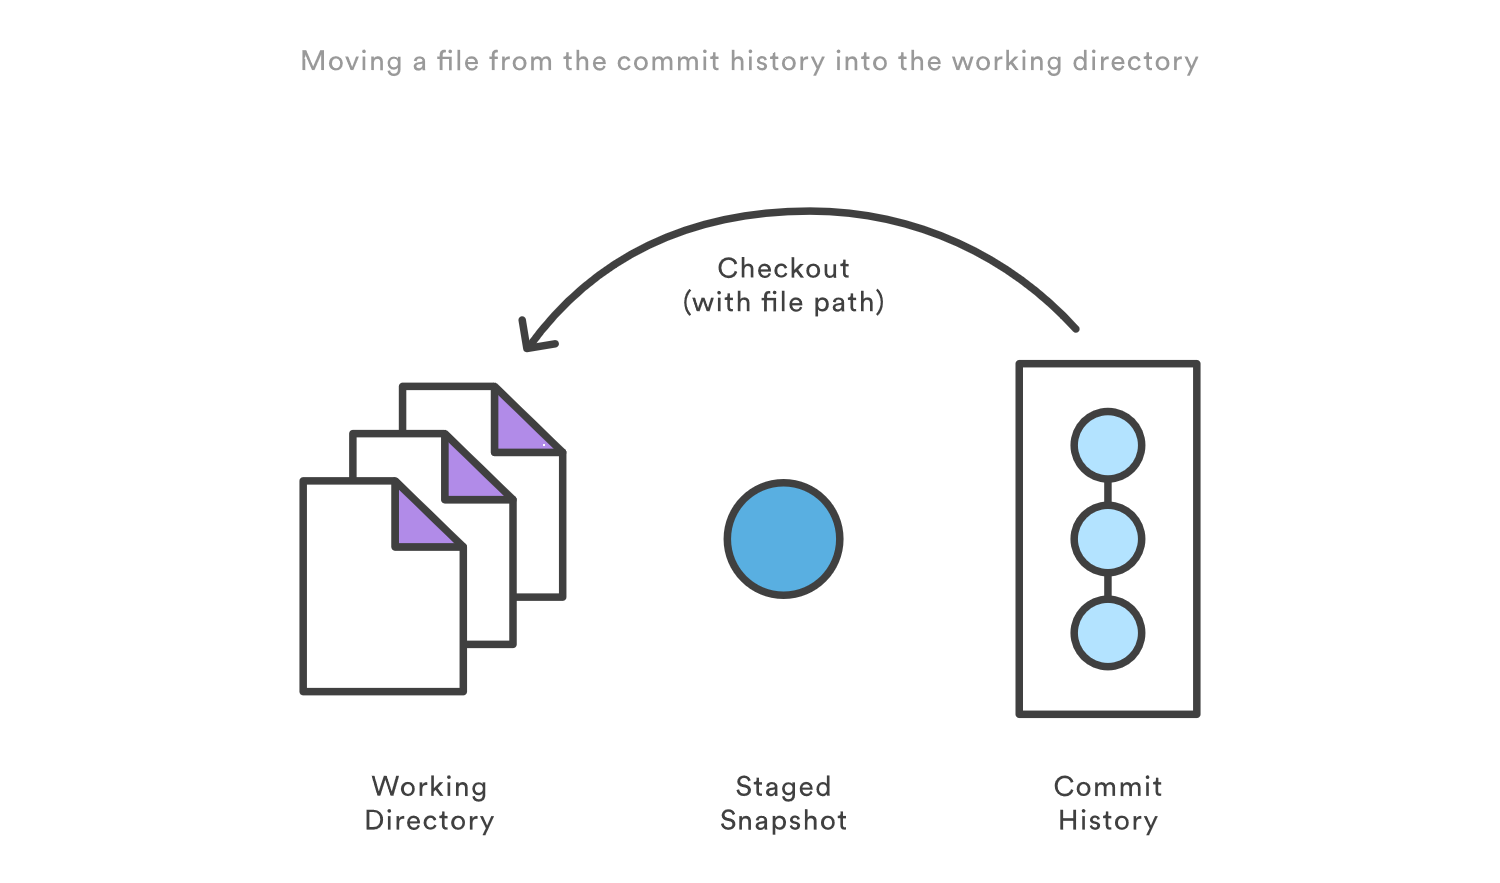 Moving a file from the commit history into the working directory
Checkout
(with file path)
Working
Directory
Staged
Snapshot
Commit
History